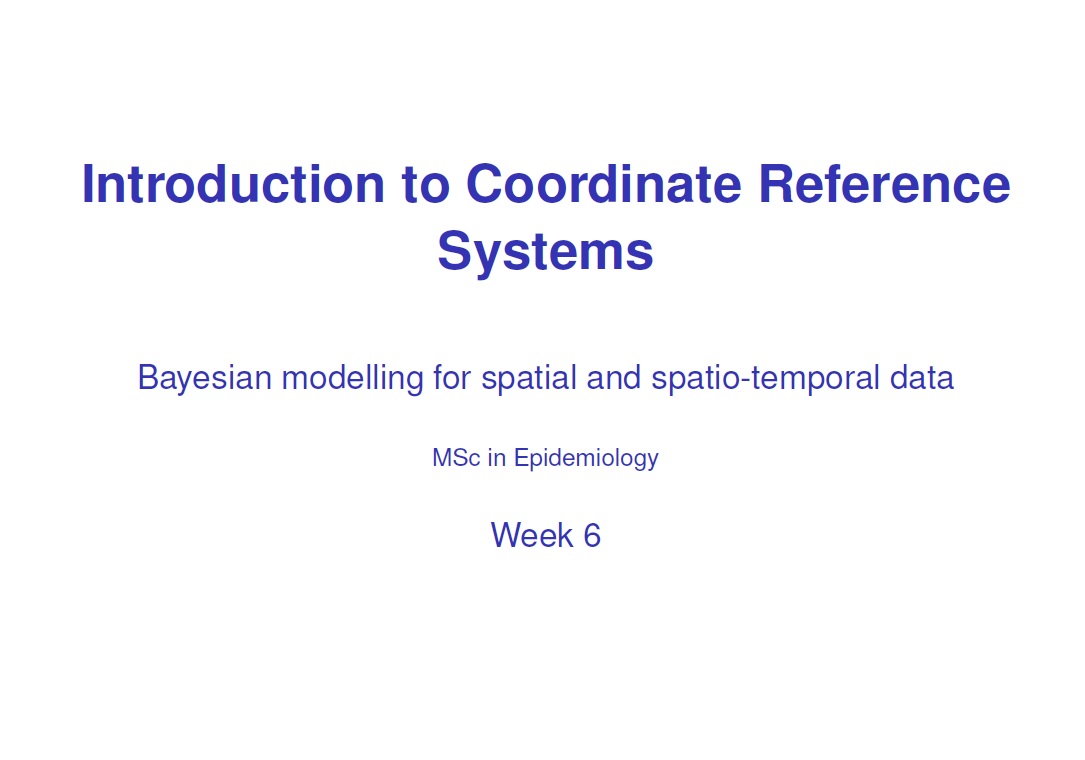 Introduction to Coordinate Reference
Systems
Bayesian modelling for spatial and spatio-temporal data
MSc in Epidemiology
Week 6